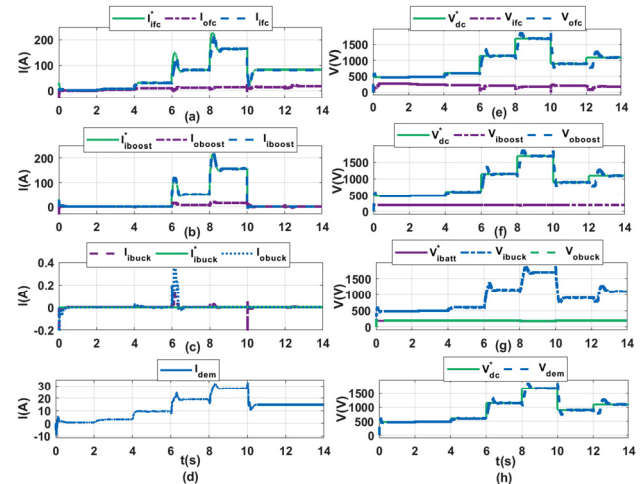 I*ifc Iofc Iifc
I(A)
200
100
0
0 2 4 6 8 10 12 14
(a)
I*iboost Ioboost Iiboost
I(A)
200
100
0
0 2 4 6 8 10 12 14
(b)
Iibuck I*ibuck Iobuck
I(A)
0.4
0.2
0
-0.2
0 2 4 6 8 10 12 14
(c)
Idem
I(A)
30
20
10
0
-10
0 2 4 6 8 10 12 14
t(s)
(d)
V*dc Vifc Vofc
V(V)
1500
1000
500
0
0 2 4 6 8 10 12 14
(e)
V*dc Viboost Voboost
V(V)
1500
1000
500
0
0 2 4 6 8 10 12 14
(f)
V*ibatt Vibuck Vobuck
V(V)
1500
1000
500
0
0 2 4 6 8 10 12 14
(g)
V*dc Vdem
V(V)
1500
1000
500
0
0 2 4 6 8 10 12 14
t(s)
(h)